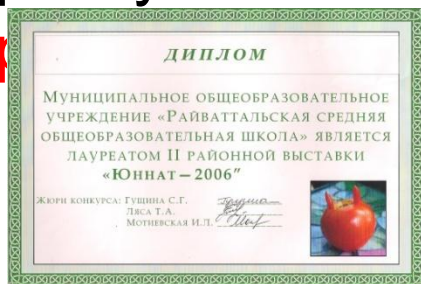 ДИПЛОМ
МУНИЦИПАЛЬНОЕ ОБЩЕОБРАЗОВАТЕЛЬНОЕ
УЧРЕЖДЕНИЕ «РАЙВАТТАЛЬСКАЯ СРЕДНЯЯ
ОБЩЕОБРАЗОВАТЕЛЬНАЯ ШКОЛА» ЯВЛЯЕТСЯ
ЛАУРЕАТОМ II РАЙОННОЙ ВЫСТАВКИ
«ЮННАТ – 2006"
ЖЮРИ КОНКУРСА: ГУЩИНА С.Г.
ЛЯСА Т.А.
МОТНЕВСКАЯ И.Л.